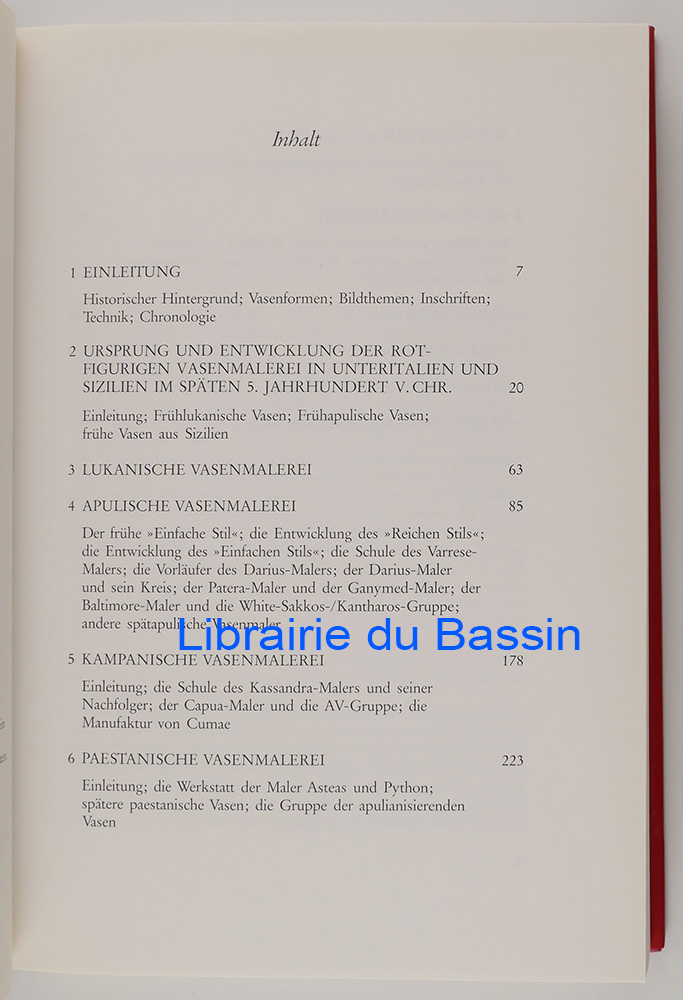 Inhalt
1 EINLEITUNG 7
Historischer Hintergrund; Vasenformen; Bildthemen; Inschriften;
Technik; Chronologie
2 URSPRUNG UND ENTWICKLUNG DER ROT-
FIGURIGEN VASENMALEREI IN UNTERITALIEN UND
SIZILIEN IM SPÄTEN 5. JAHRHUNDERT V. CHR. 20
Einleitung; Frühlukanische Vasen; Frühapulische Vasen;
frühe Vasen aus Sizilien
3 LUKANISCHE VASENMALEREI 63
4 APULISCHE VASENMALEREI 85
Der frühe »Einfache Stil«; die Entwicklung des »Reichen Stils«;
die Entwicklung des »Einfachen Stils«; die Schule des Varrese-
Malers; die Vorläufer des Darius-Malers; der Darius-Maler
und sein Kreis; der Patera-Maler und der Ganymed-Maler; der
Baltimore-Maler und die White-Sakkos-/Kantharos-Gruppe;
andere spätapulische Vasenmaler
Librairie du Bassin
5 KAMPANISCHE VASENMALEREI 178
Einleitung; die Schule des Kassandra-Malers und seiner
Nachfolger; der Capua-Maler und die AV-Gruppe; die
Manufaktur von Cumae
6 PAESTANISCHE VASENMALEREI 223
Einleitung; die Werkstatt der Maler Asteas und Python;
spätere paestanische Vasen; die Gruppe der apulianisierenden
Vasen